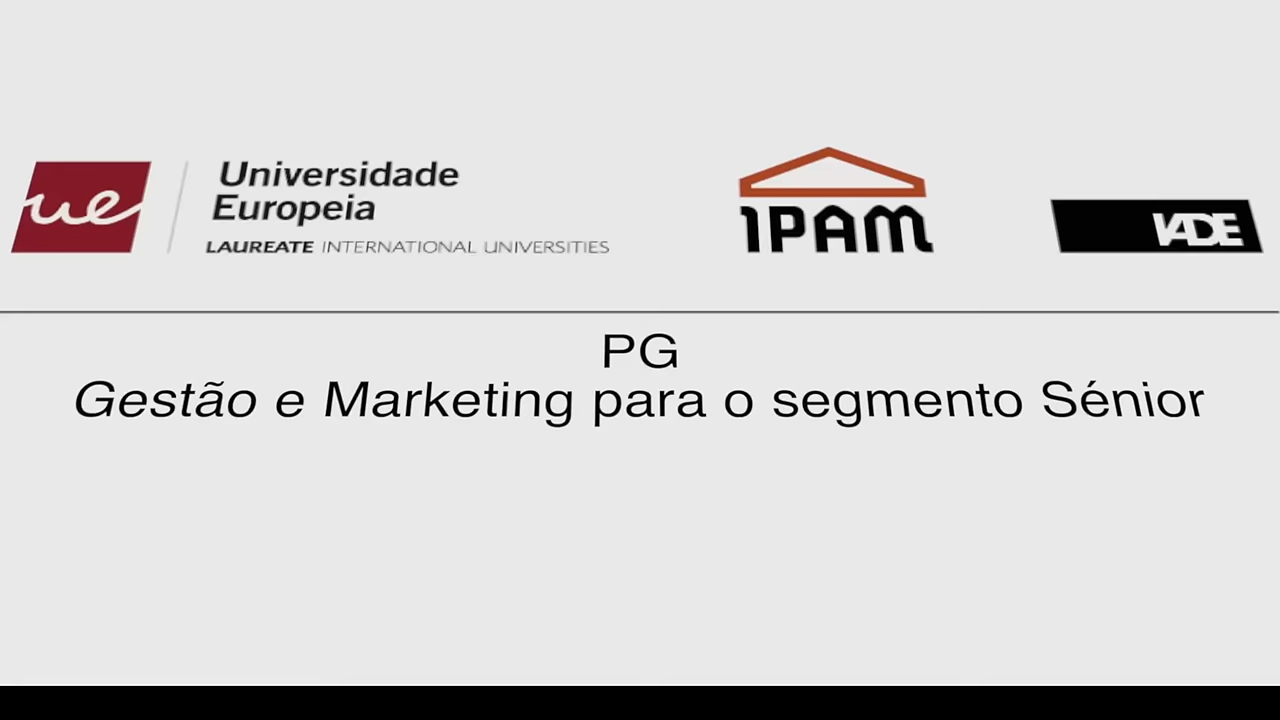 ue
Universidade
Europeia
LAUREATE INTERNATIONAL UNIVERSITIES
IPAM
IADE
PG
Gestão e Marketing para o segmento Sénior